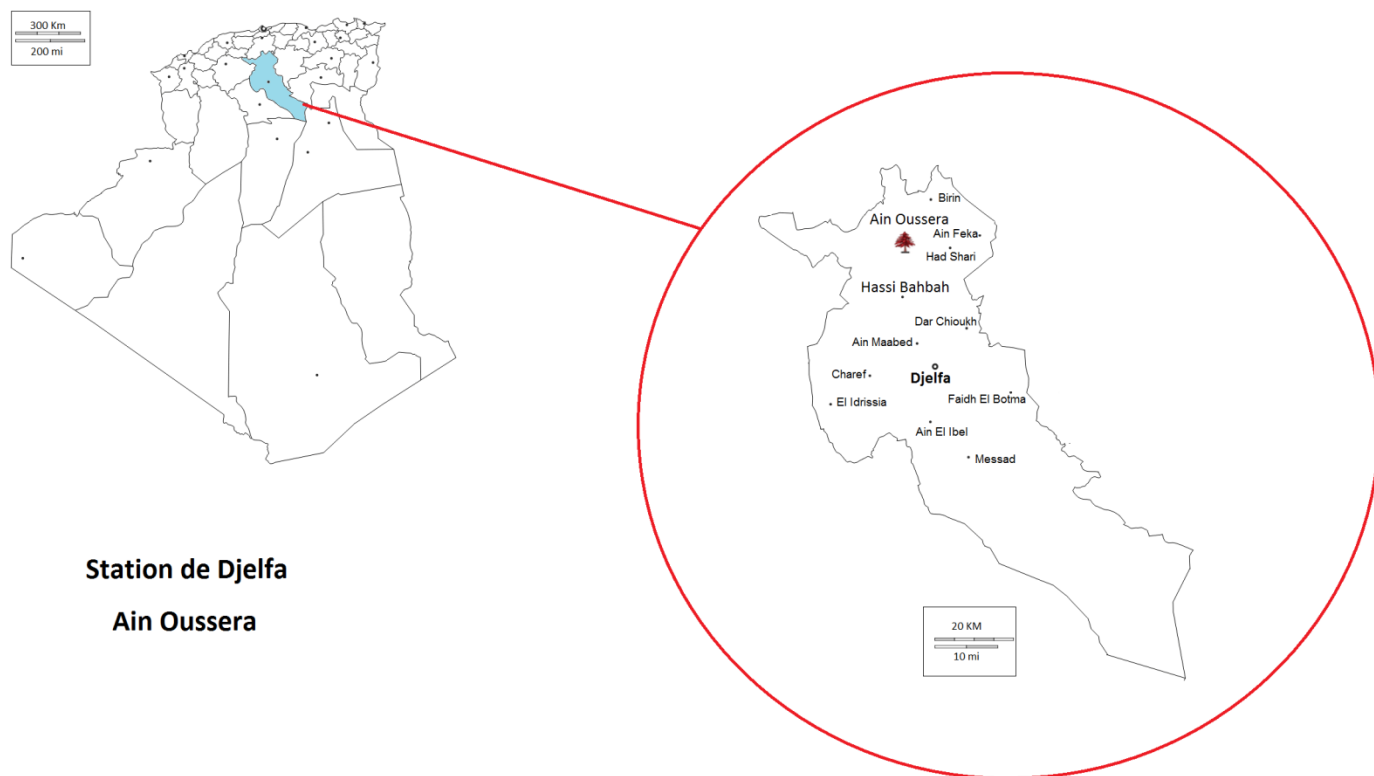 300 Km
200 mi
Birin
Ain Oussera
Ain Feka
Had Shari
Hassi Bahbah
Dar Chioukh
Ain Maabed
Charef
Djelfa
El Idrissia
Faidh El Botma
Ain El Ibel
Messad
Station de Djelfa
Ain Oussera
20 KM
10 mi